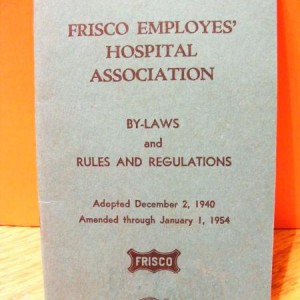 FRISCO EMPLOYES'
HOSPITAL
ASSOCIATION
BY-LAWS
and
RULES AND REGULATIONS
Adopted December 2, 1940
Amended through January 1, 1954
FRISCO